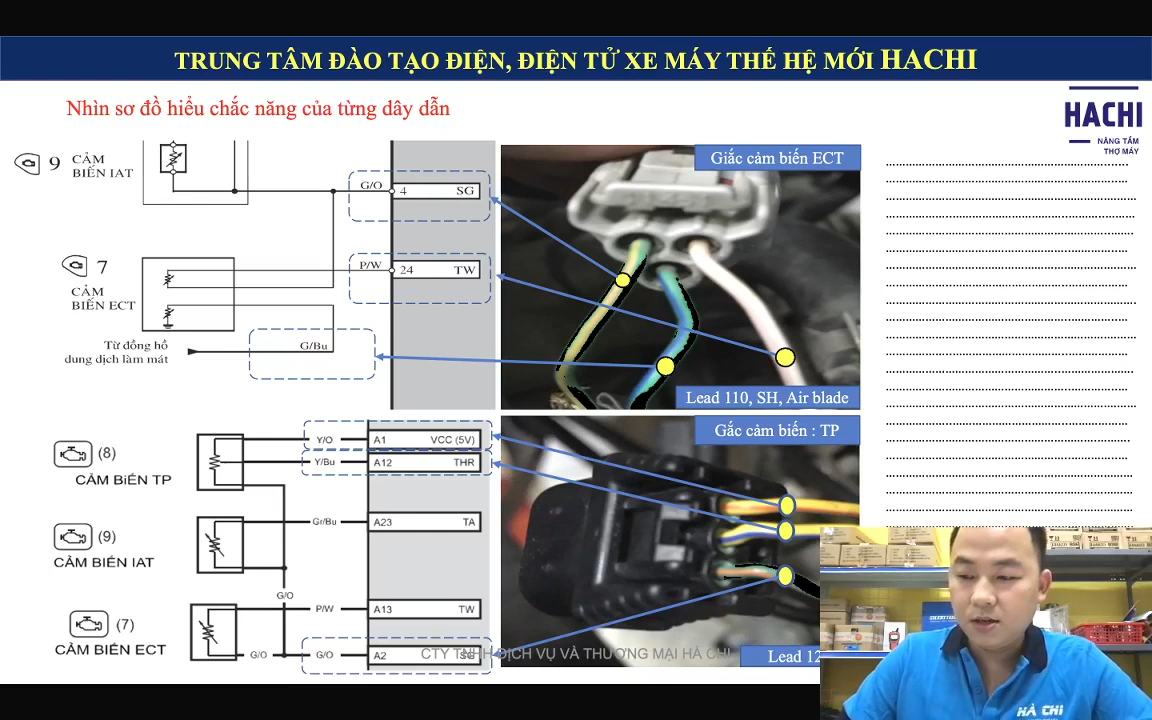 TRUNG TÂM ĐÀO TẠO ĐIỆN, ĐIỆN TỬ XE MÁY THẾ HỆ MỚI HACHI
Nhìn sơ đồ hiểu chắc năng của từng dây dẫn
HACHI
NÂNG TẦM
THỢ MÁY
9
CẢM
BIẾN IAT
G/O
4 SG
7
CẢM
BIẾN ECT
P/W
24 TW
Từ đồng hồ
dung dịch làm mát
G/Bu
Giắc cảm biến ECT
Lead 110, SH, Air blade
Gắc cảm biến : TP
(8)
CẢM BIẾN TP
Y/O A1 VCC (5V)
Y/Bu A12 THR
(9)
CẢM BIẾN IAT
Gr/Bu A23 TA
G/O
(7)
CẢM BIẾN ECT
P/W A13 TW
G/O G/O A2 SG
CTY TNHH DỊCH VỤ VÀ THƯƠNG MẠI HÀ CHI
Lead 12
HÀ CHI